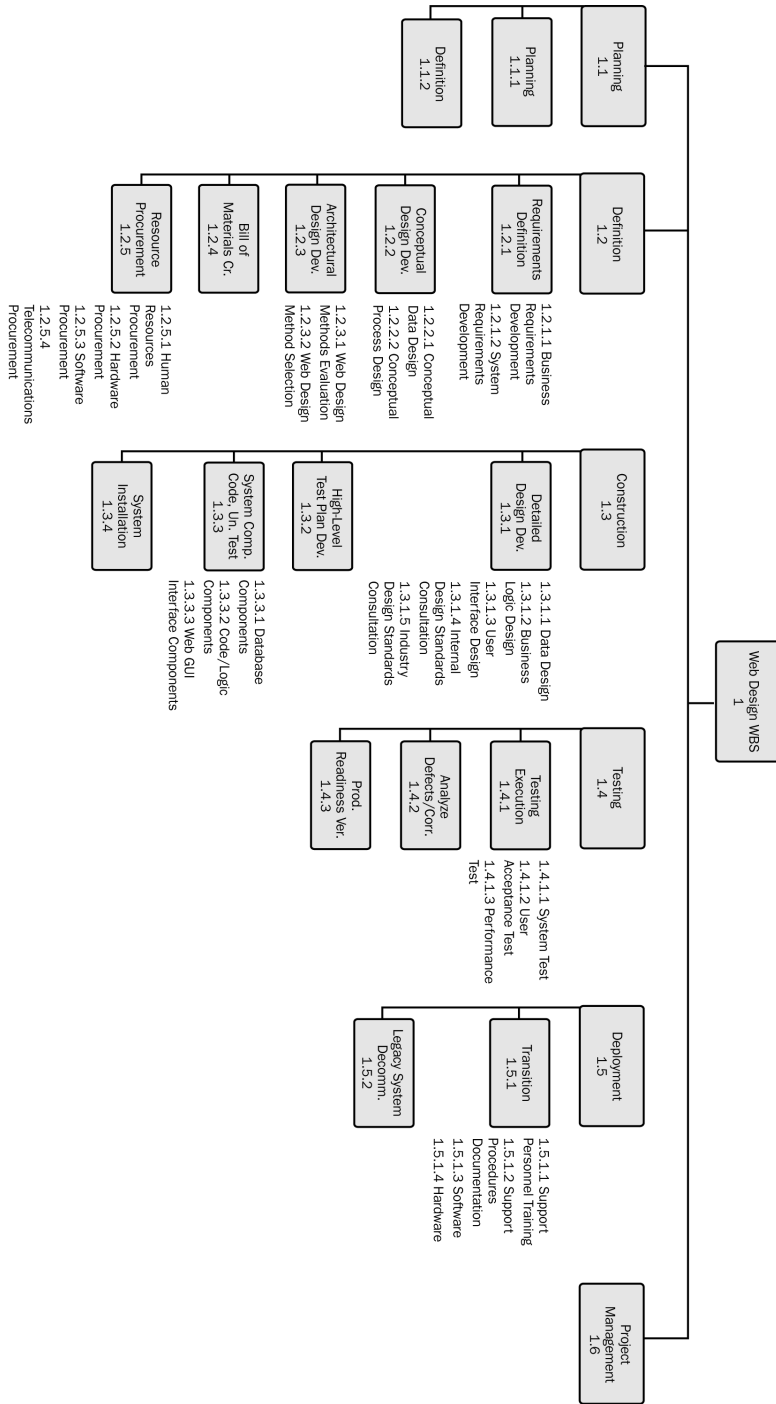 Web Design WBS
1
Planning
1.1
Planning
1.1.1
Definition
1.1.2
Definition
1.2
Requirements
Definition
1.2.1
1.2.1.1 Business
Requirements
Development
1.2.1.2 System
Requirements
Development
Conceptual
Design Dev.
1.2.2
1.2.2.1 Conceptual
Data Design
1.2.2.2 Conceptual
Process Design
Architectural
Design Dev.
1.2.3
1.2.3.1 Web Design
Methods Evaluation
1.2.3.2 Web Design
Method Selection
Bill of
Materials Cr.
1.2.4
Resource
Procurement
1.2.5
1.2.5.1 Human
Resources
Procurement
1.2.5.2 Hardware
Procurement
1.2.5.3 Software
Procurement
1.2.5.4
Telecommunications
Procurement
Construction
1.3
Detailed
Design Dev.
1.3.1
1.3.1.1 Data Design
1.3.1.2 Business
Logic Design
1.3.1.3 User
Interface Design
1.3.1.4 Internal
Design Standards
Consultation
1.3.1.5 Industry
Design Standards
Consultation
High-Level
Test Plan Dev.
1.3.2
System Comp.
Code, Un. Test
1.3.3
1.3.3.1 Database
Components
1.3.3.2 Code/Logic
Components
1.3.3.3 Web GUI
Interface Components
System
Installation
1.3.4
Testing
1.4
Testing
Execution
1.4.1
1.4.1.1 System Test
1.4.1.2 User
Acceptance Test
1.4.1.3 Performance
Test
Analyze
Defects/Corr.
1.4.2
Prod.
Readiness Ver.
1.4.3
Deployment
1.5
Transition
1.5.1
1.5.1.1 Support
Personnel Training
1.5.1.2 Support
Procedures
Documentation
1.5.1.3 Software
1.5.1.4 Hardware
Legacy System
Decomm.
1.5.2
Project
Management
1.6